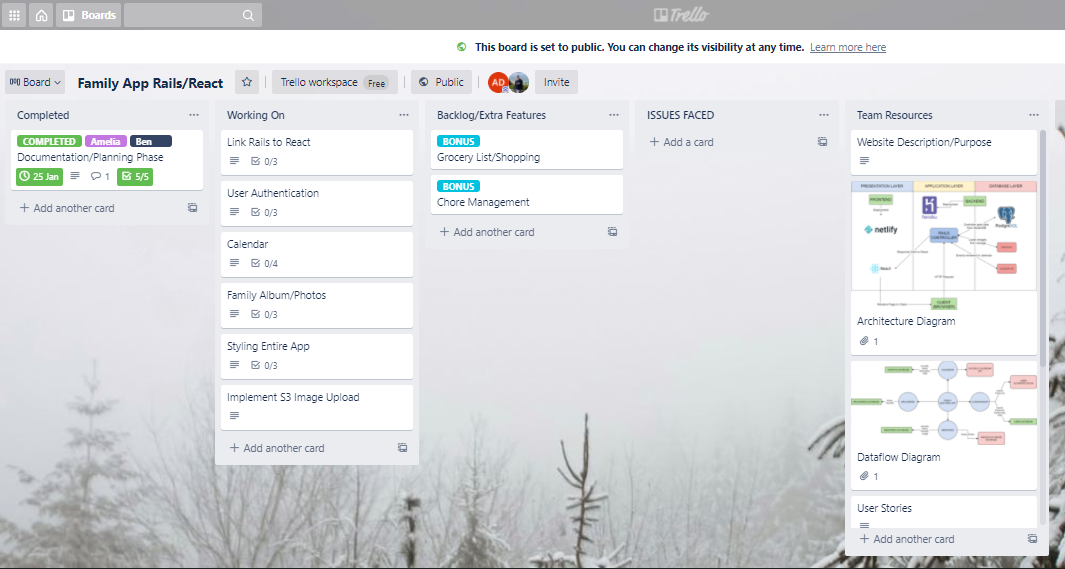 Boards
Trello
This board is set to public. You can change its visibility at any time. Learn more here
Board
Family App Rails/React
Trello workspace Free
Public
AD
Invite
Completed
COMPLETED Amelia Ben
Documentation/Planning Phase
25 Jan 1 5/5
+ Add another card
Working On
Link Rails to React
0/3
User Authentication
0/3
Calendar
0/4
Family Album/Photos
0/3
Styling Entire App
0/3
Implement S3 Image Upload
+ Add another card
Backlog/Extra Features
BONUS
Grocery List/Shopping
BONUS
Chore Management
+ Add another card
ISSUES FACED
+ Add a card
Team Resources
Website Description/Purpose
PRESENTATION LAYER APPLICATION LAYER DATABASE LAYER
FRONTEND
BACKEND
heroku
netlify
PostgreSQL
RAILS
CONTROLLER
React
CLIENT
Architecture Diagram
1
Dataflow Diagram
1
User Stories
+ Add another card